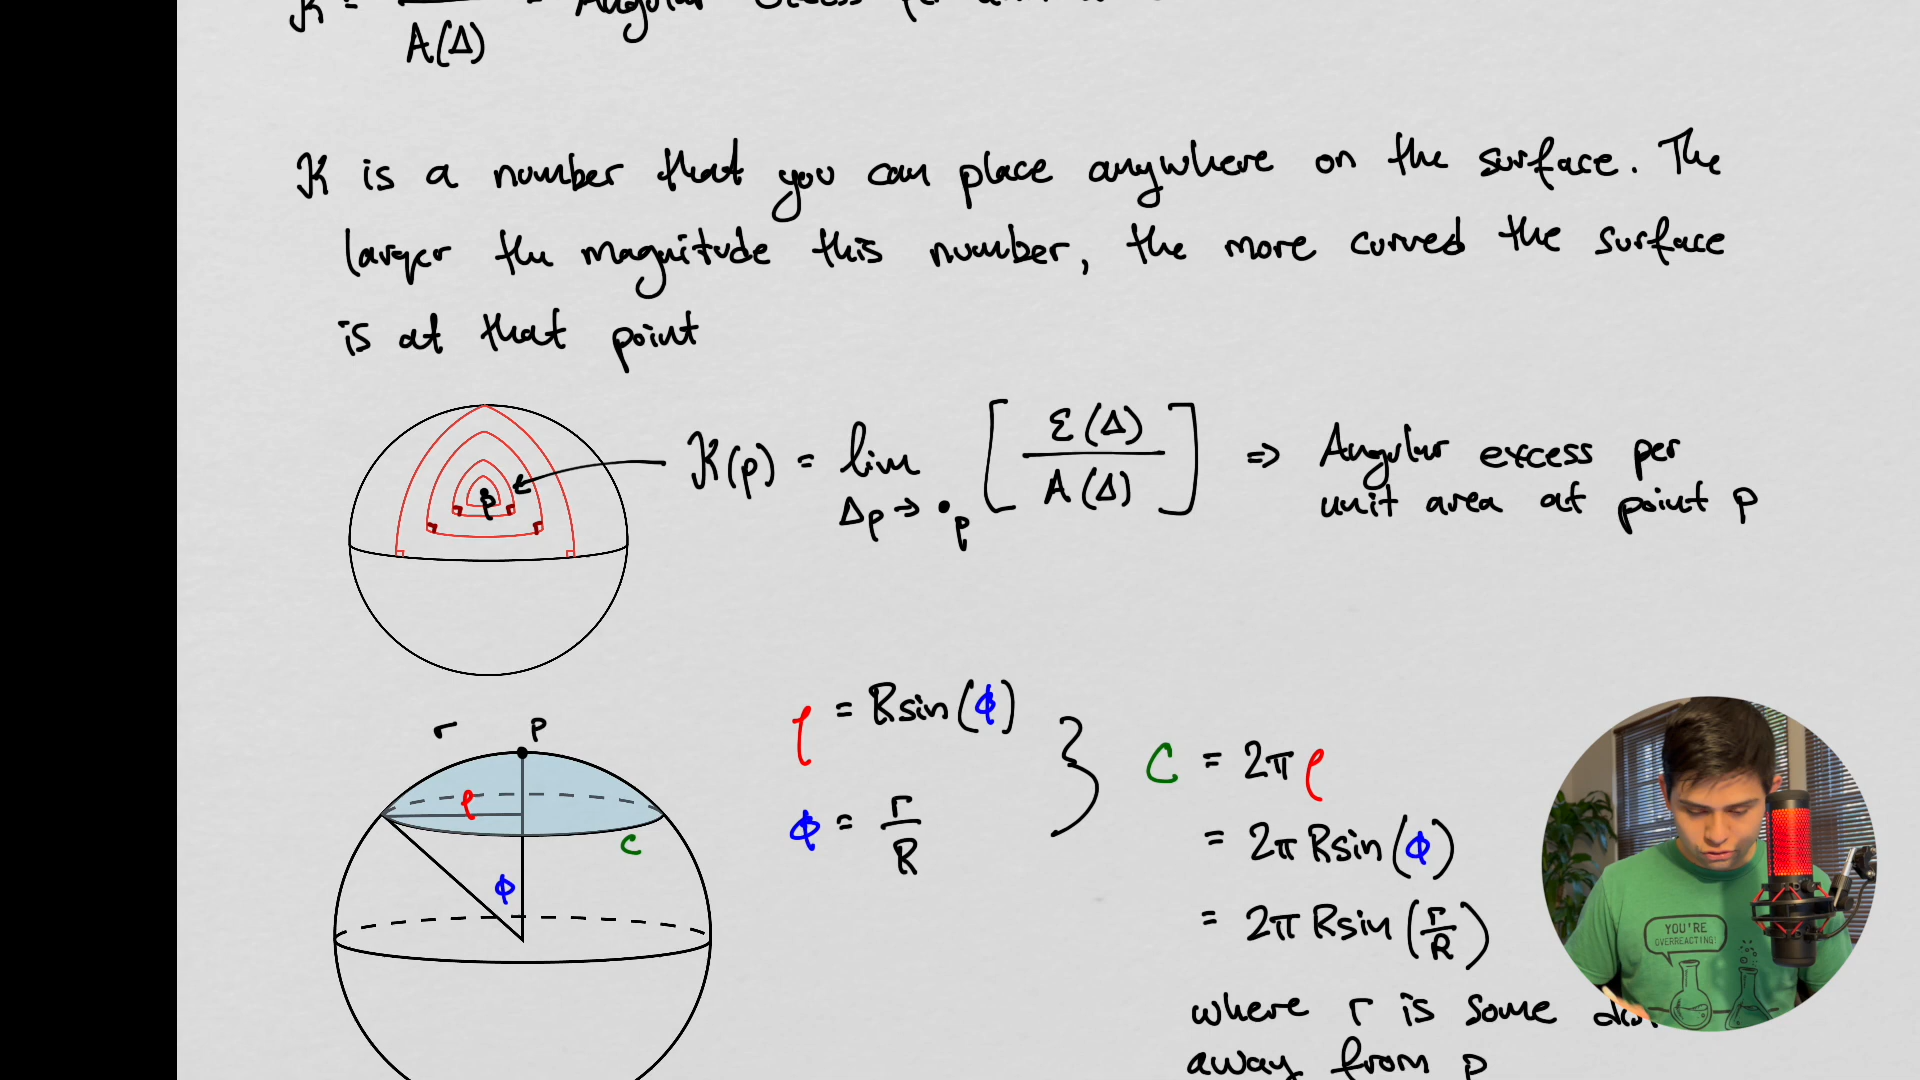 K = A(Δ) =
K is a number that you can place anywhere on the surface. The
larger the magnitude this number, the more curved the surface
is at that point
p
K(p) = lim Δp→•p [ε(Δ) / A(Δ)] ⇒ Angular excess per
unit area at point p
r p
ρ
C
ϕ
ρ = Rsin(ϕ)
ϕ = r/R
C = 2πρ
= 2πRsin(ϕ)
= 2πRsin(r/R)
where r is some
away from p
YOU'RE
OVERREACTING!